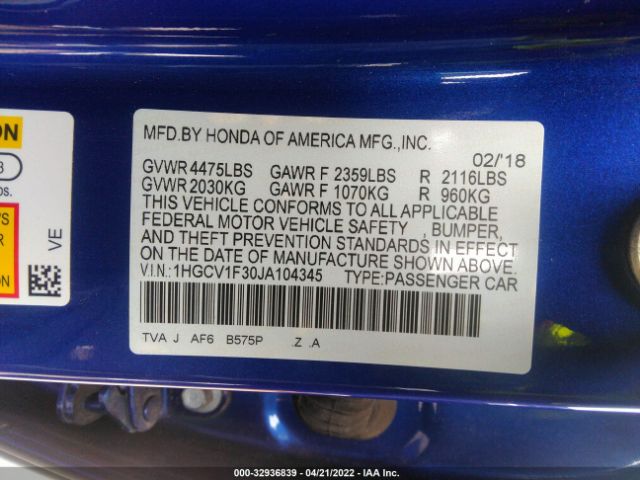 MFD.BY HONDA OF AMERICA MFG.,INC.
02/'18
GVWR 4475LBS GAWR F 2359LBS R 2116LBS
GVWR 2030KG GAWR F 1070KG R 960KG
THIS VEHICLE CONFORMS TO ALL APPLICABLE
FEDERAL MOTOR VEHICLE SAFETY , BUMPER,
AND THEFT PREVENTION STANDARDS IN EFFECT
ON THE DATE OF MANUFACTURE SHOWN ABOVE.
V.I.N.: 1HGCV1F30JA104345 TYPE:PASSENGER CAR
TVA J AF6 B575P .Z .A
VE
000-32936839 - 04/21/2022 - IAA Inc.